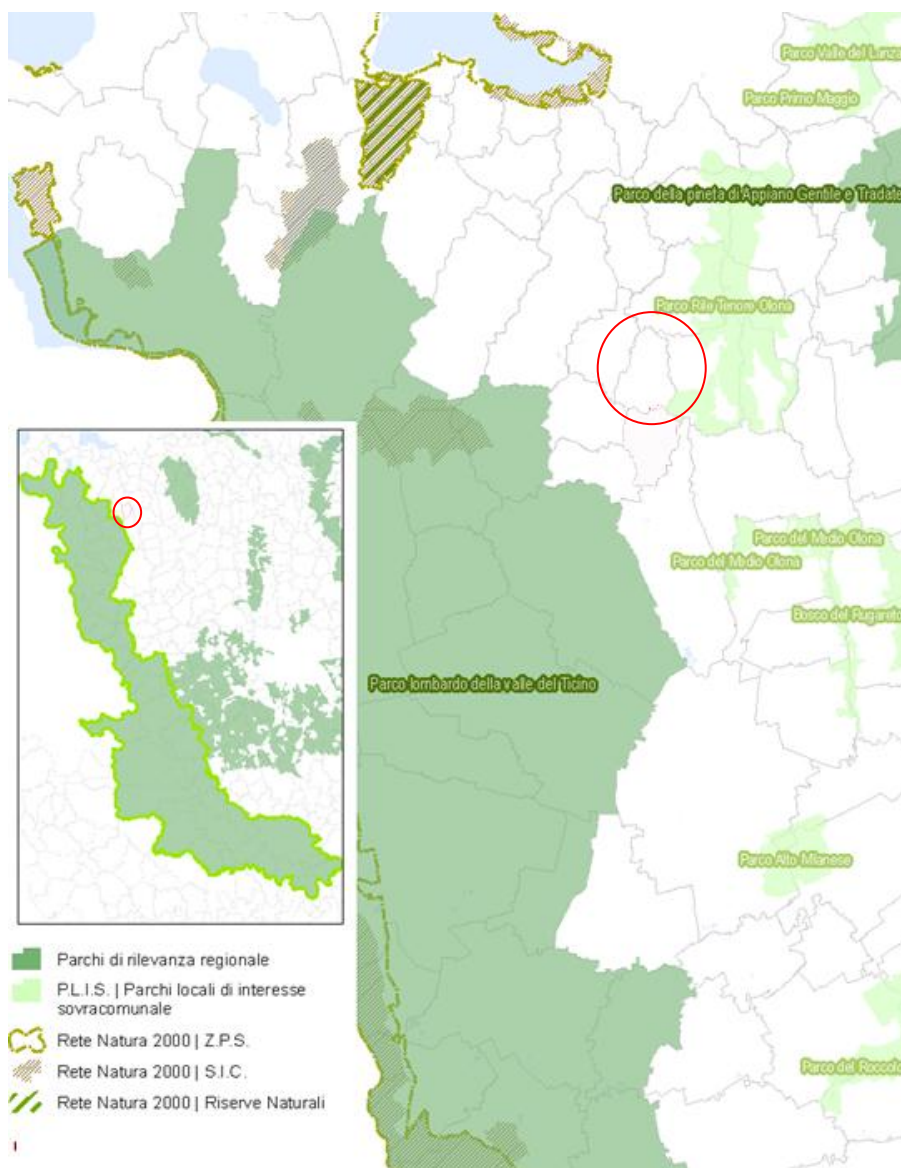 Parco Valle del Lanza
Parco Primo Maggio
Parco della pineta di Appiano Gentile e Tradate
Parco Rile Tenore Olona
Parco del Medio Olona
Parco del Medio Olona
Bosco del Rugareto
Parco lombardo della valle del Ticino
Parco Alto Milanese
Parco del Roccolo
Parchi di rilevanza regionale
P.L.I.S. | Parchi locali di interesse
sovracomunale
Rete Natura 2000 | Z.P.S.
Rete Natura 2000 | S.I.C.
Rete Natura 2000 | Riserve Naturali